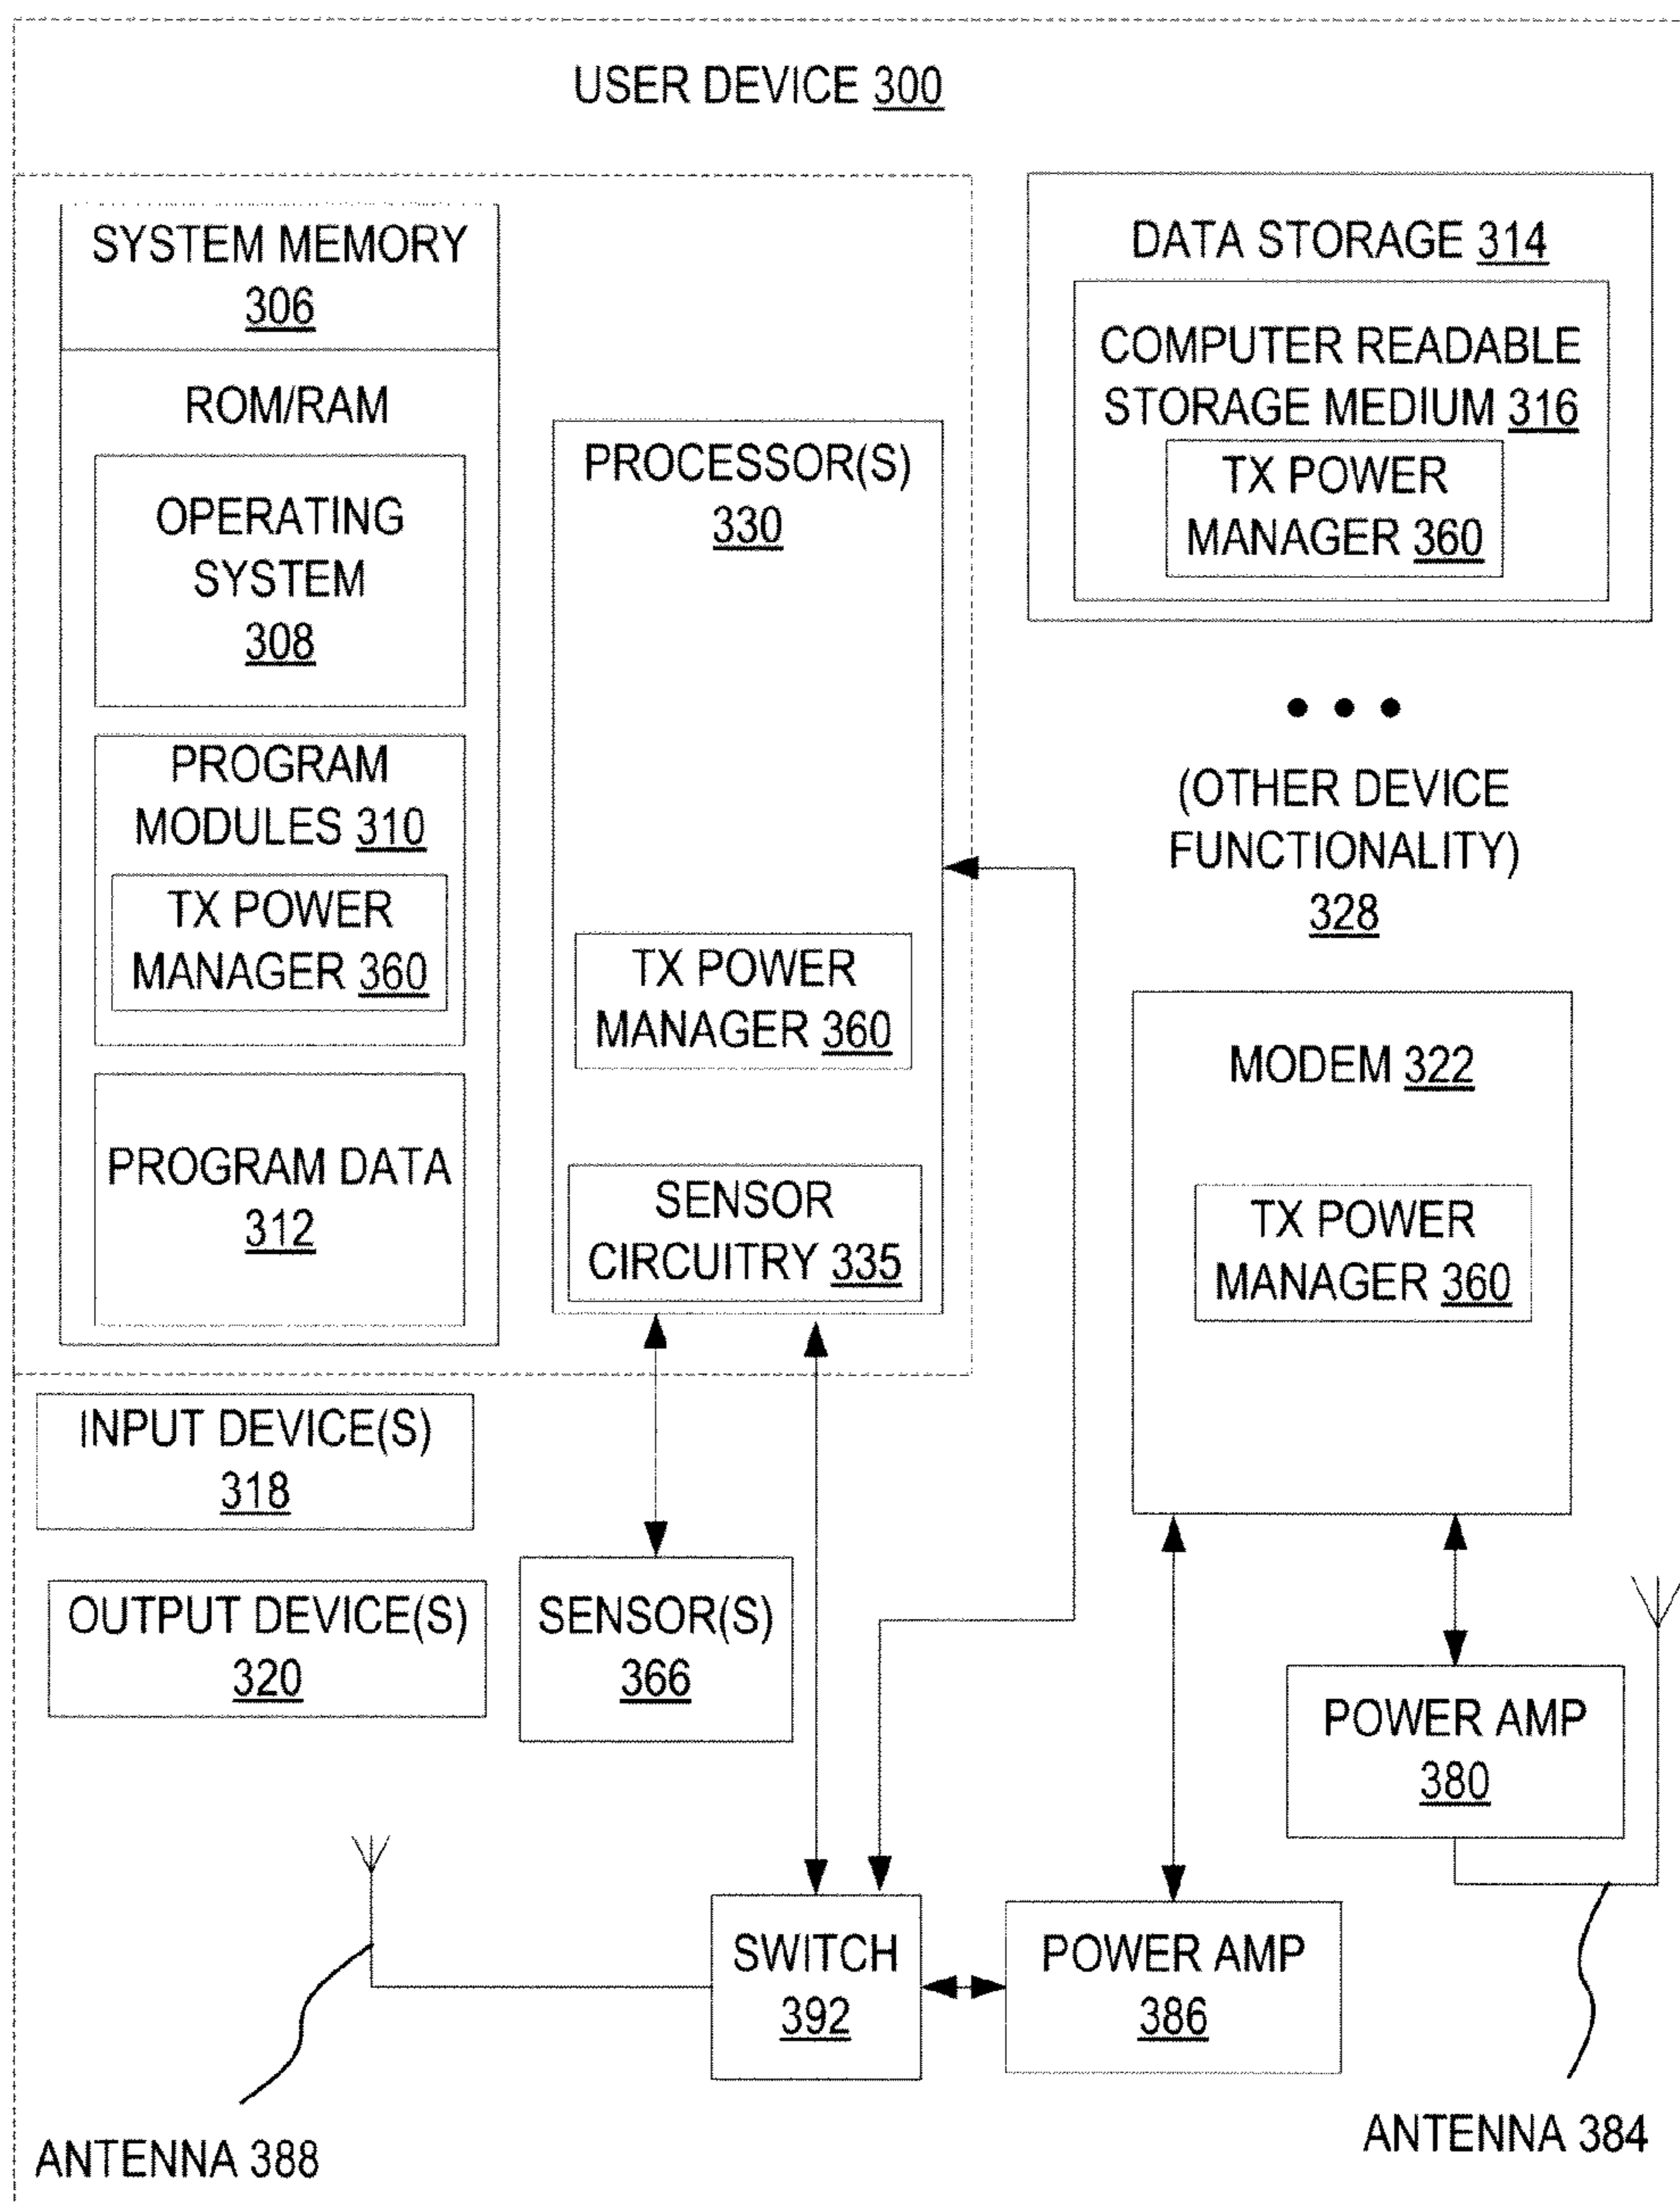 USER DEVICE 300
SYSTEM MEMORY
306
ROM/RAM
OPERATING
SYSTEM
308
PROGRAM
MODULES 310
TX POWER
MANAGER 360
PROGRAM DATA
312
PROCESSOR(S)
330
TX POWER
MANAGER 360
SENSOR
CIRCUITRY 335
DATA STORAGE 314
COMPUTER READABLE
STORAGE MEDIUM 316
TX POWER
MANAGER 360
(OTHER DEVICE
FUNCTIONALITY)
328
MODEM 322
TX POWER
MANAGER 360
INPUT DEVICE(S)
318
OUTPUT DEVICE(S)
320
SENSOR(S)
366
POWER AMP
380
SWITCH
392
POWER AMP
386
ANTENNA 388
ANTENNA 384